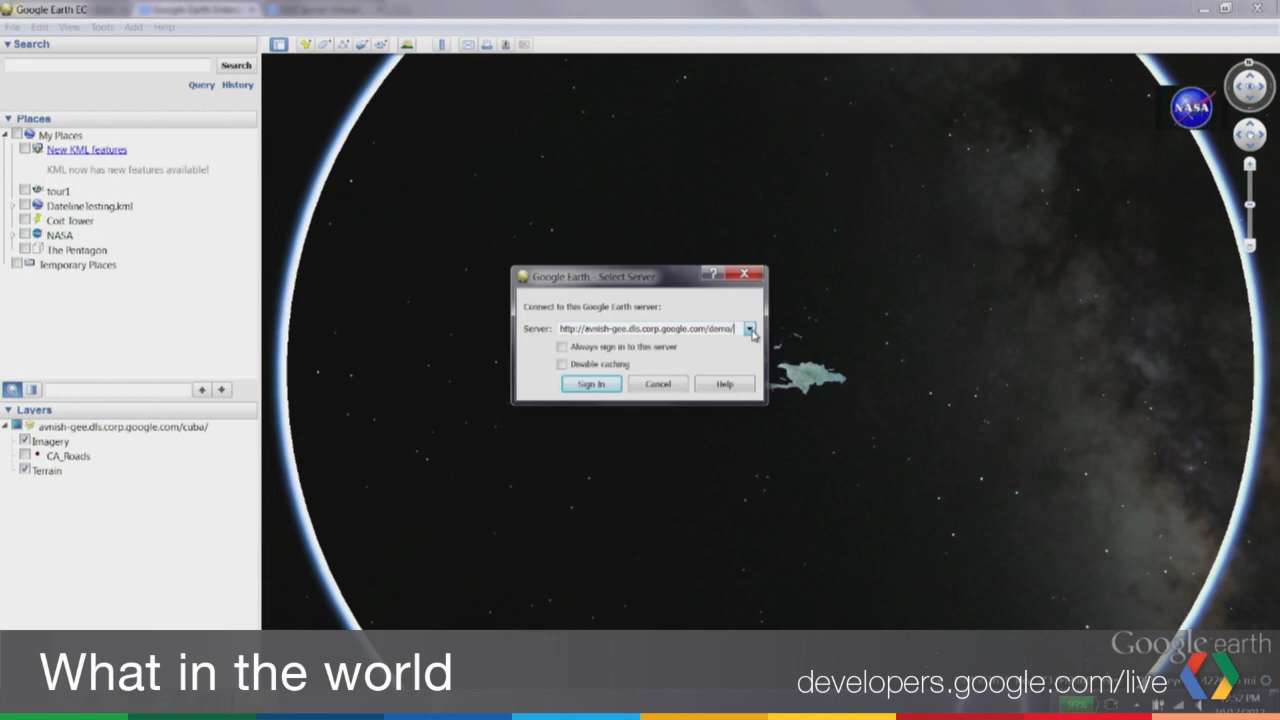 Google Earth EC
File Edit View Tools Add Help
Search
Search
Query History
Places
My Places
New KML features
KML now has new features available!
tour1
DatelineTesting.kml
Coit Tower
NASA
The Pentagon
Temporary Places
Layers
avnish-gee.dls.corp.google.com/cuba/
Imagery
CA_Roads
Terrain
NASA
N
Google Earth - Select Server
Connect to this Google Earth server:
Server: http://avnish-gee.dls.corp.google.com/demo/
Always sign in to this server
Disable caching
Sign In Cancel Help
Google earth
What in the world
developers.google.com/live
99%